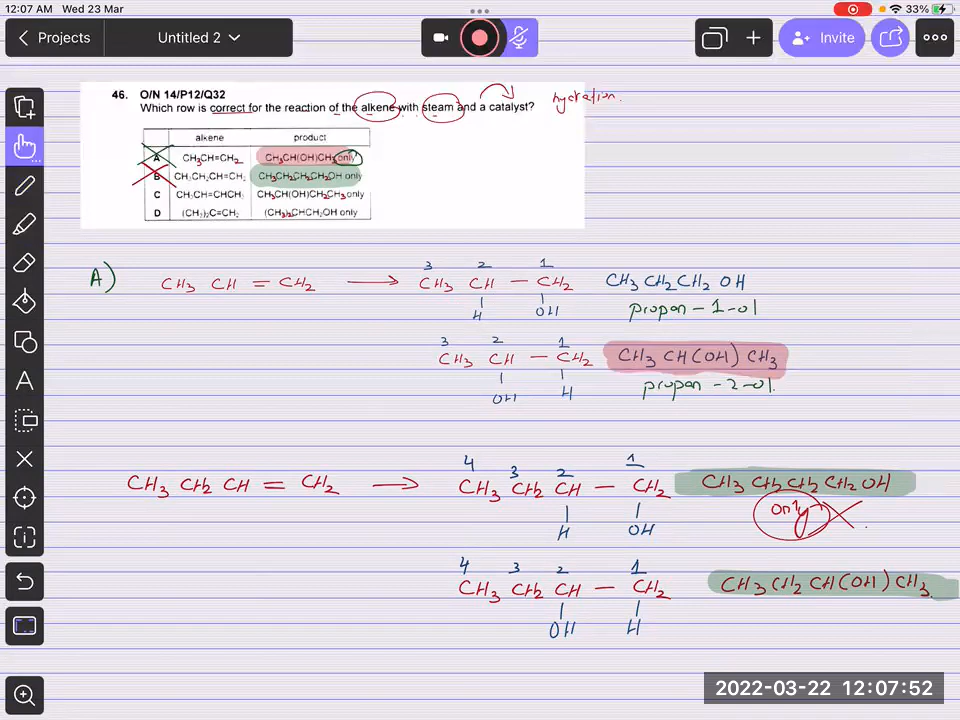 12:07 AM Wed 23 Mar
33%
Projects
Untitled 2
Invite
46. O/N 14/P12/Q32
Which row is correct for the reaction of the alkene with steam and a catalyst?
hydration.
alkene product
A CH3CH=CH2 CH3CH(OH)CH3 only
B CH3CH2CH=CH2 CH3CH2CH2CH2OH only
C CH3CH=CHCH3 CH3CH(OH)CH2CH3 only
D (CH3)2C=CH2 (CH3)2CHCH2OH only
3 2 1
A) CH3 CH = CH2 → CH3 CH — CH2 CH3 CH2 CH2 OH
H OH propan-1-ol
3 2 1
CH3 CH — CH2 CH3 CH(OH) CH3
OH H propan-2-ol.
4 3 2 1
CH3 CH2 CH = CH2 → CH3 CH2 CH — CH2 CH3 CH2 CH2 CH2 OH
H OH only
4 3 2 1
CH3 CH2 CH — CH2 CH3 CH2 CH(OH) CH3.
OH H
2022-03-22 12:07:52